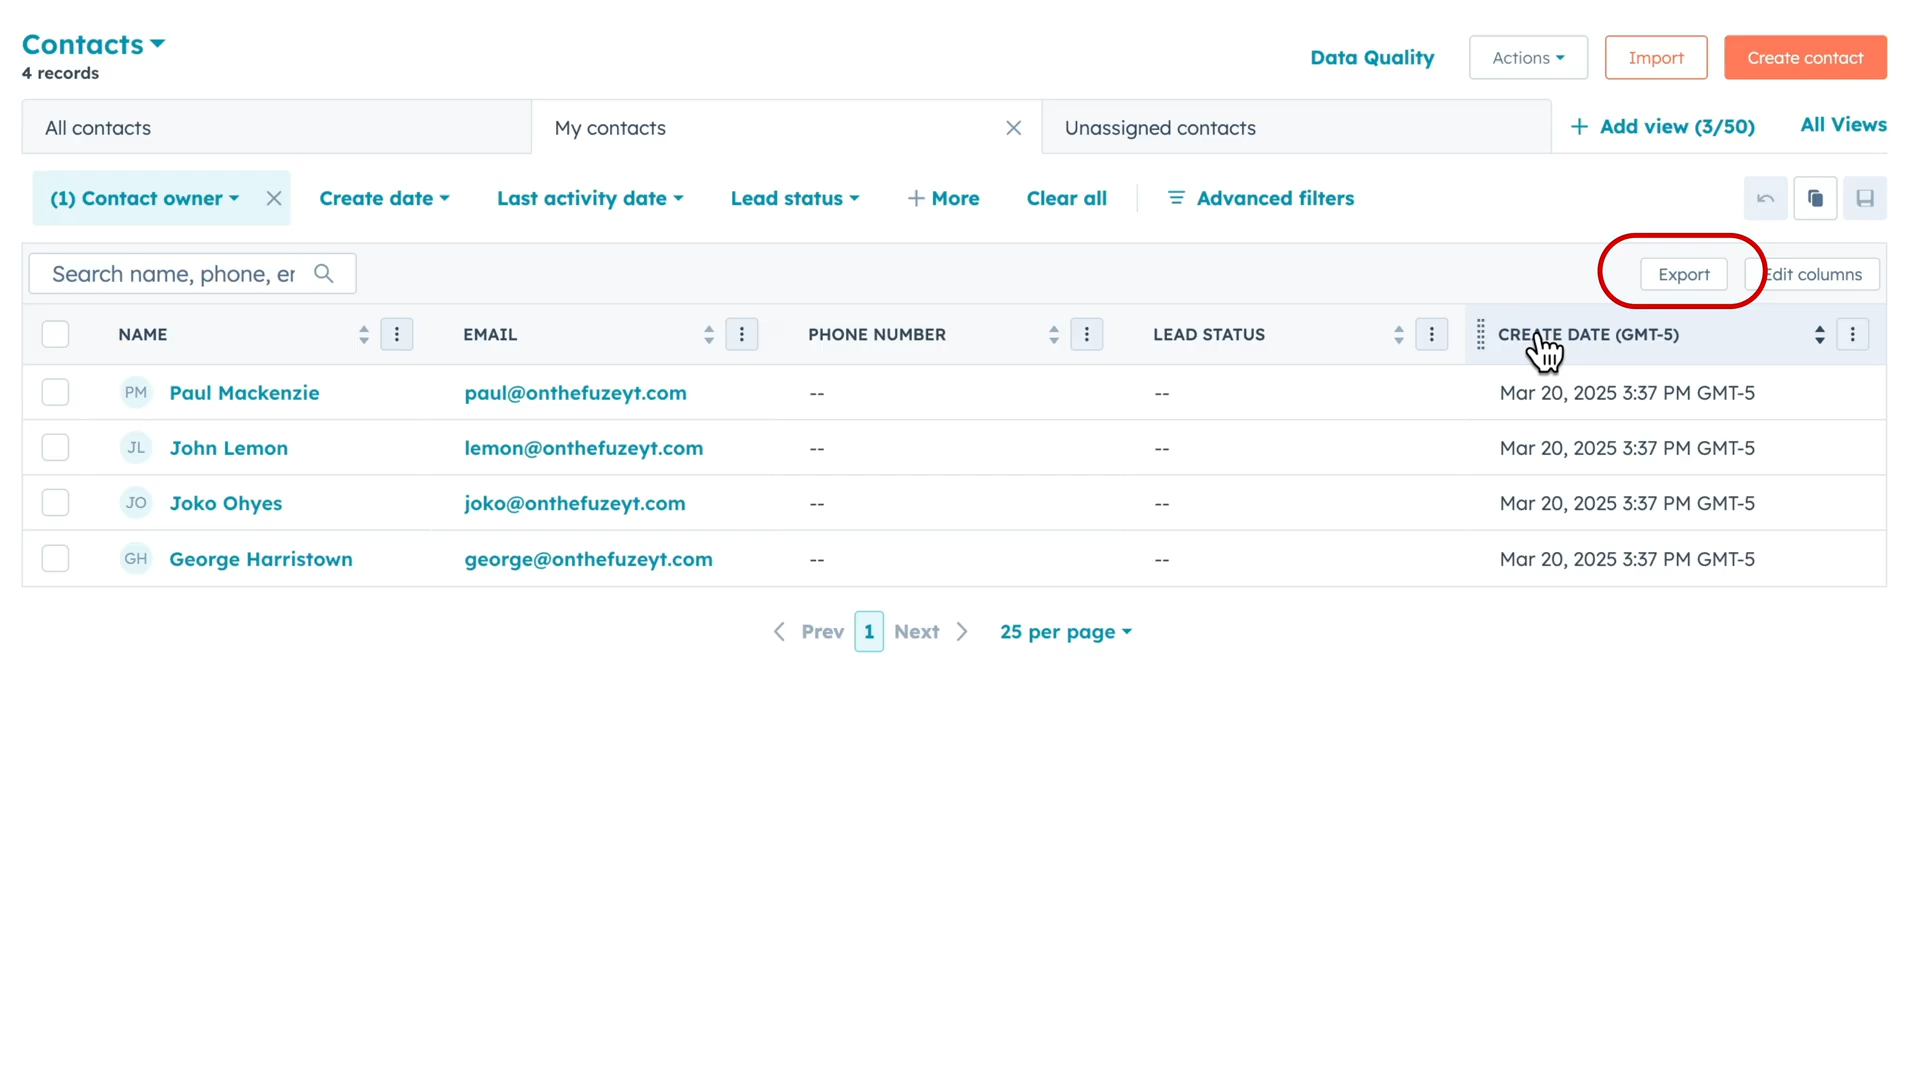 Contacts
4 records
Data Quality
Actions
Import
Create contact
All contacts
My contacts
Unassigned contacts
+ Add view (3/50)
All Views
(1) Contact owner
Create date
Last activity date
Lead status
+ More
Clear all
Advanced filters
Search name, phone, er
Export
Edit columns
NAME
EMAIL
PHONE NUMBER
LEAD STATUS
CREATE DATE (GMT-5)
PM Paul Mackenzie paul@onthefuzeyt.com -- -- Mar 20, 2025 3:37 PM GMT-5
JL John Lemon lemon@onthefuzeyt.com -- -- Mar 20, 2025 3:37 PM GMT-5
JO Joko Ohyes joko@onthefuzeyt.com -- -- Mar 20, 2025 3:37 PM GMT-5
GH George Harristown george@onthefuzeyt.com -- -- Mar 20, 2025 3:37 PM GMT-5
Prev 1 Next 25 per page